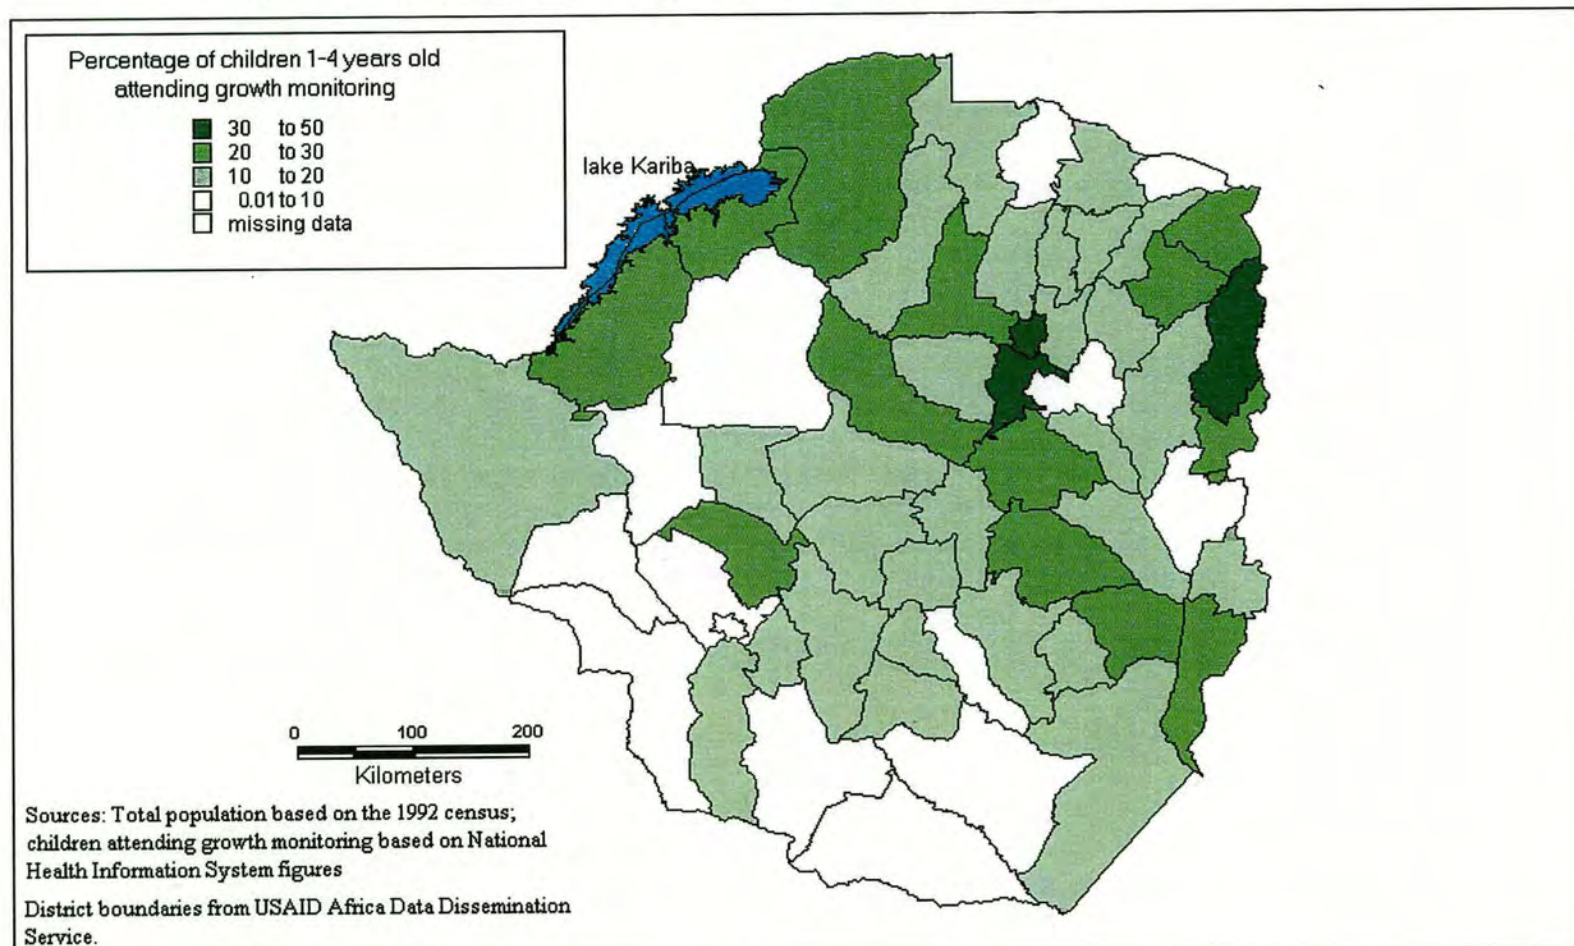 Percentage of children 1-4 years old
attending growth monitoring
30 to 50
20 to 30
10 to 20
0.01 to 10
missing data
lake Kariba
0 100 200
Kilometers
Sources: Total population based on the 1992 census;
children attending growth monitoring based on National
Health Information System figures
District boundaries from USAID Africa Data Dissemination
Service.